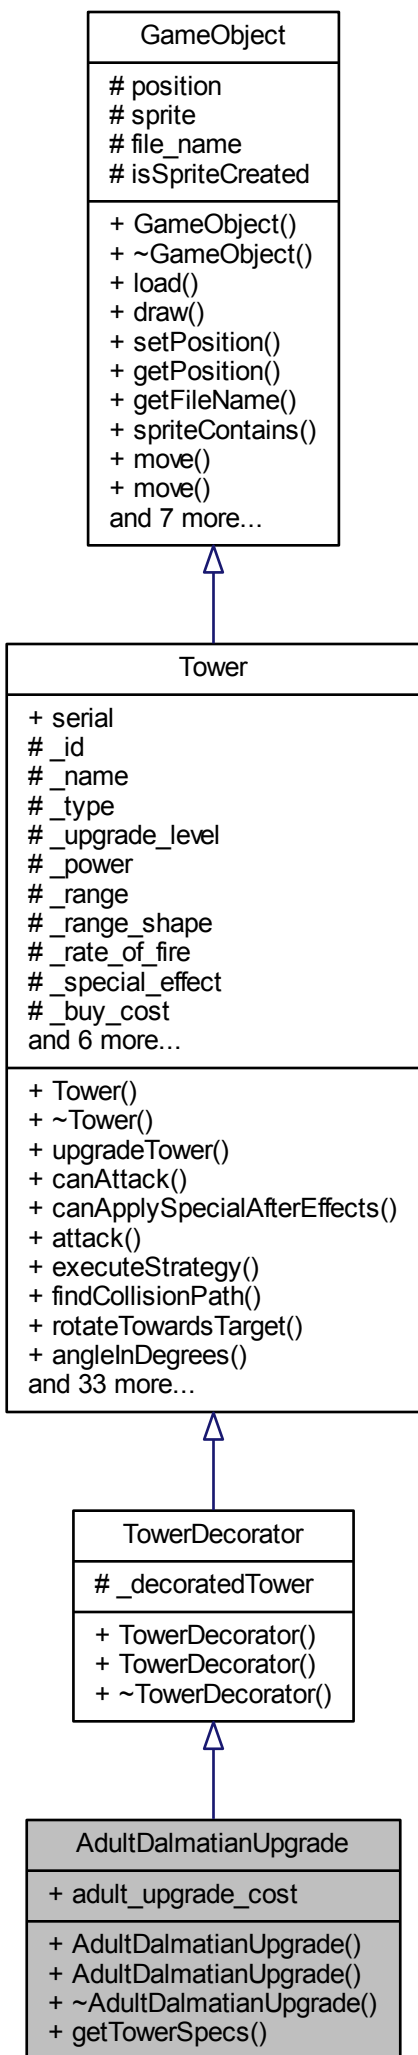 GameObject
# position
# sprite
# file_name
# isSpriteCreated
+ GameObject()
+ ~GameObject()
+ load()
+ draw()
+ setPosition()
+ getPosition()
+ getFileName()
+ spriteContains()
+ move()
+ move()
and 7 more...
Tower
+ serial
# _id
# _name
# _type
# _upgrade_level
# _power
# _range
# _range_shape
# _rate_of_fire
# _special_effect
# _buy_cost
and 6 more...
+ Tower()
+ ~Tower()
+ upgradeTower()
+ canAttack()
+ canApplySpecialAfterEffects()
+ attack()
+ executeStrategy()
+ findCollisionPath()
+ rotateTowardsTarget()
+ angleInDegrees()
and 33 more...
TowerDecorator
# _decoratedTower
+ TowerDecorator()
+ TowerDecorator()
+ ~TowerDecorator()
AdultDalmatianUpgrade
+ adult_upgrade_cost
+ AdultDalmatianUpgrade()
+ AdultDalmatianUpgrade()
+ ~AdultDalmatianUpgrade()
+ getTowerSpecs()